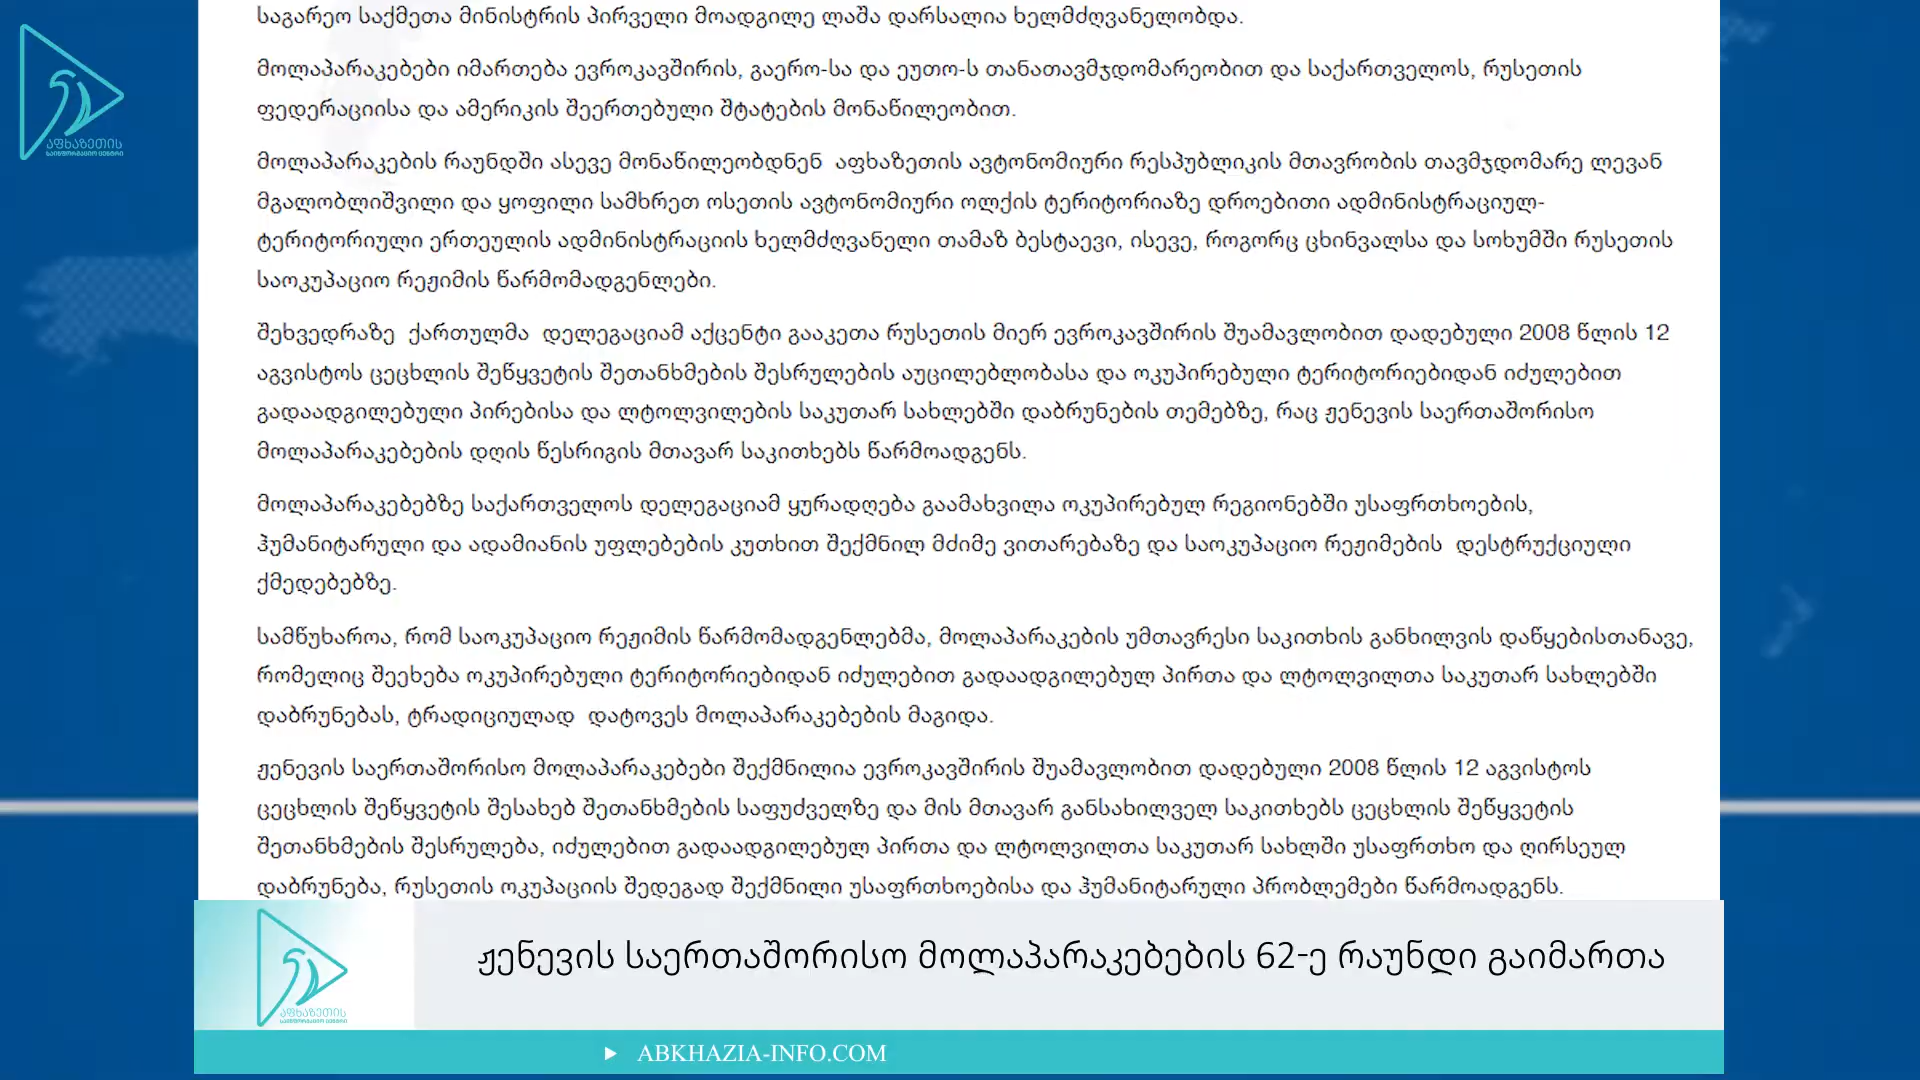 საგარეო საქმეთა მინისტრის პირველი მოადგილე ლაშა დარსალია ხელმძღვანელობდა.
მოლაპარაკებები იმართება ევროკავშირის, გაერო-სა და ეუთო-ს თანათავმჯდომარეობით და საქართველოს, რუსეთის
ფედერაციისა და ამერიკის შეერთებული შტატების მონაწილეობით.
მოლაპარაკების რაუნდში ასევე მონაწილეობდნენ აფხაზეთის ავტონომიური რესპუბლიკის მთავრობის თავმჯდომარე ლევან
მგალობლიშვილი და ყოფილი სამხრეთ ოსეთის ავტონომიური ოლქის ტერიტორიაზე დროებითი ადმინისტრაციულ-
ტერიტორიული ერთეულის ადმინისტრაციის ხელმძღვანელი თამაზ ბესტაევი, ისევე, როგორც ცხინვალსა და სოხუმში რუსეთის
საოკუპაციო რეჟიმის წარმომადგენლები.
შეხვედრაზე ქართულმა დელეგაციამ აქცენტი გააკეთა რუსეთის მიერ ევროკავშირის შუამავლობით დადებული 2008 წლის 12
აგვისტოს ცეცხლის შეწყვეტის შეთანხმების შესრულების აუცილებლობასა და ოკუპირებული ტერიტორიებიდან იძულებით
გადაადგილებული პირებისა და ლტოლვილების საკუთარ სახლებში დაბრუნების თემებზე, რაც ჟენევის საერთაშორისო
მოლაპარაკებების დღის წესრიგის მთავარ საკითხებს წარმოადგენს.
მოლაპარაკებებზე საქართველოს დელეგაციამ ყურადღება გაამახვილა ოკუპირებულ რეგიონებში უსაფრთხოების,
ჰუმანიტარული და ადამიანის უფლებების კუთხით შექმნილ მძიმე ვითარებაზე და საოკუპაციო რეჟიმების დესტრუქციული
ქმედებებზე.
სამწუხაროა, რომ საოკუპაციო რეჟიმის წარმომადგენლებმა, მოლაპარაკების უმთავრესი საკითხის განხილვის დაწყებისთანავე,
რომელიც შეეხება ოკუპირებული ტერიტორიებიდან იძულებით გადაადგილებულ პირთა და ლტოლვილთა საკუთარ სახლებში
დაბრუნებას, ტრადიციულად დატოვეს მოლაპარაკებების მაგიდა.
ჟენევის საერთაშორისო მოლაპარაკებები შექმნილია ევროკავშირის შუამავლობით დადებული 2008 წლის 12 აგვისტოს
ცეცხლის შეწყვეტის შესახებ შეთანხმების საფუძველზე და მის მთავარ განსახილველ საკითხებს ცეცხლის შეწყვეტის
შეთანხმების შესრულება, იძულებით გადაადგილებულ პირთა და ლტოლვილთა საკუთარ სახლში უსაფრთხო და ღირსეულ
დაბრუნება, რუსეთის ოკუპაციის შედეგად შექმნილი უსაფრთხოებისა და ჰუმანიტარული პრობლემები წარმოადგენს.
აფხაზეთის
საინფორმაციო ცენტრი
ჟენევის საერთაშორისო მოლაპარაკებების 62-ე რაუნდი გაიმართა
აფხაზეთის
საინფორმაციო ცენტრი
ABKHAZIA-INFO.COM